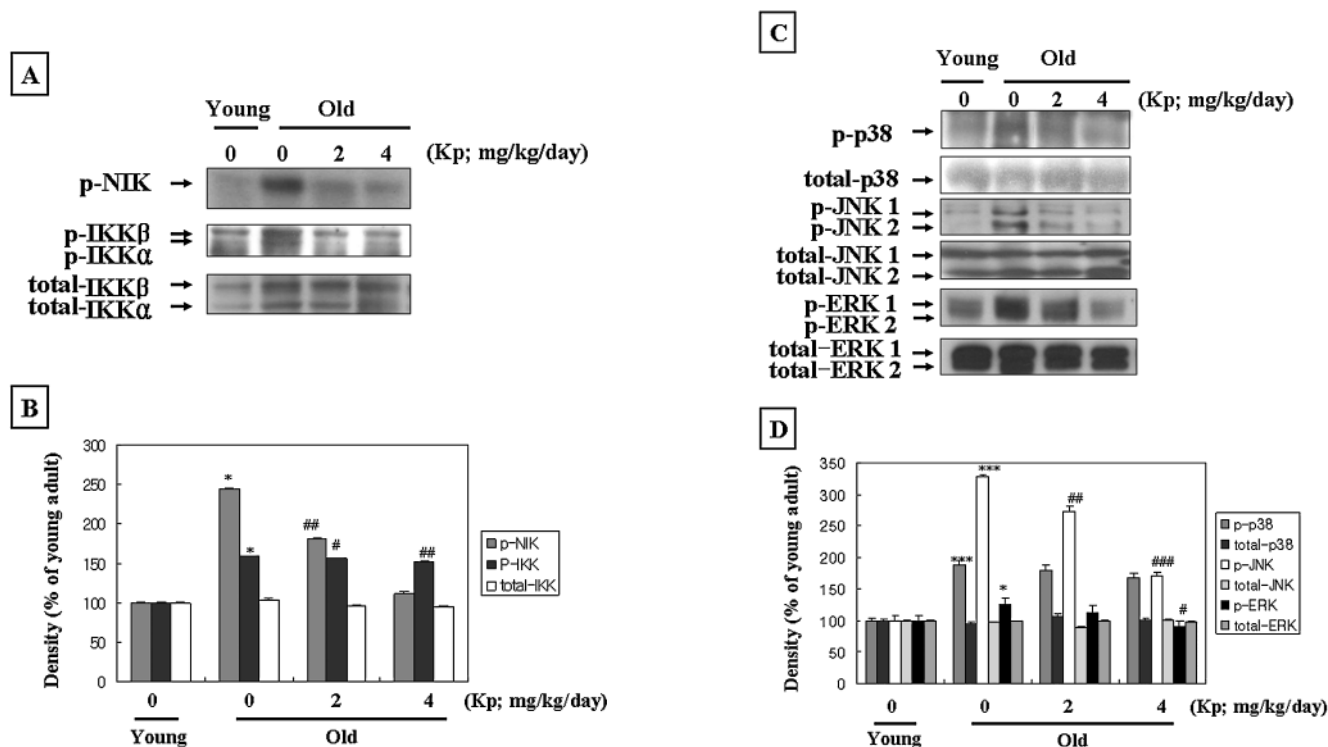 A
Young Old
0 0 2 4 (Kp; mg/kg/day)
p-NIK
p-IKKβ
p-IKKα
total-IKKβ
total-IKKα
B
Density (% of young adult)
300
250
200
150
100
50
0
*
*
##
#
##
p-NIK
P-IKK
total-IKK
0 0 2 4 (Kp; mg/kg/day)
Young Old
C
Young Old
0 0 2 4 (Kp; mg/kg/day)
p-p38
total-p38
p-JNK 1
p-JNK 2
total-JNK 1
total-JNK 2
p-ERK 1
p-ERK 2
total-ERK 1
total-ERK 2
D
Density (% of young adult)
350
300
250
200
150
100
50
0
***
***
*
##
###
#
p-p38
total-p38
p-JNK
total-JNK
p-ERK
total-ERK
0 0 2 4 (Kp; mg/kg/day)
Young Old